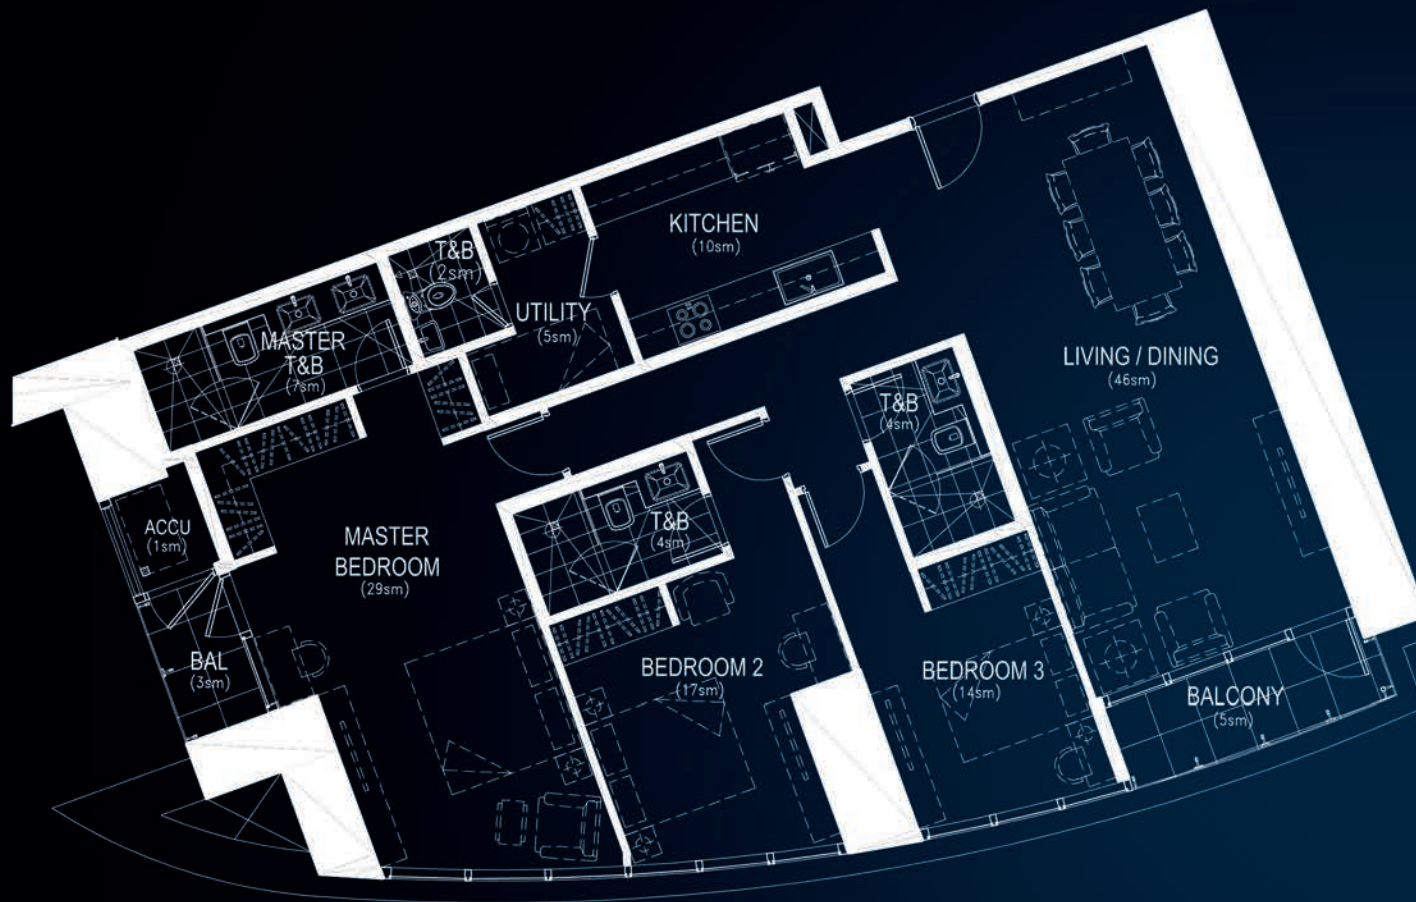 KITCHEN
(10sm)
T&B
(2sm)
UTILITY
(5sm)
MASTER
T&B
(7sm)
LIVING / DINING
(46sm)
T&B
(4sm)
T&B
(4sm)
ACCU
(1sm)
MASTER
BEDROOM
(29sm)
BAL
(3sm)
BEDROOM 2
(17sm)
BEDROOM 3
(14sm)
BALCONY
(5sm)